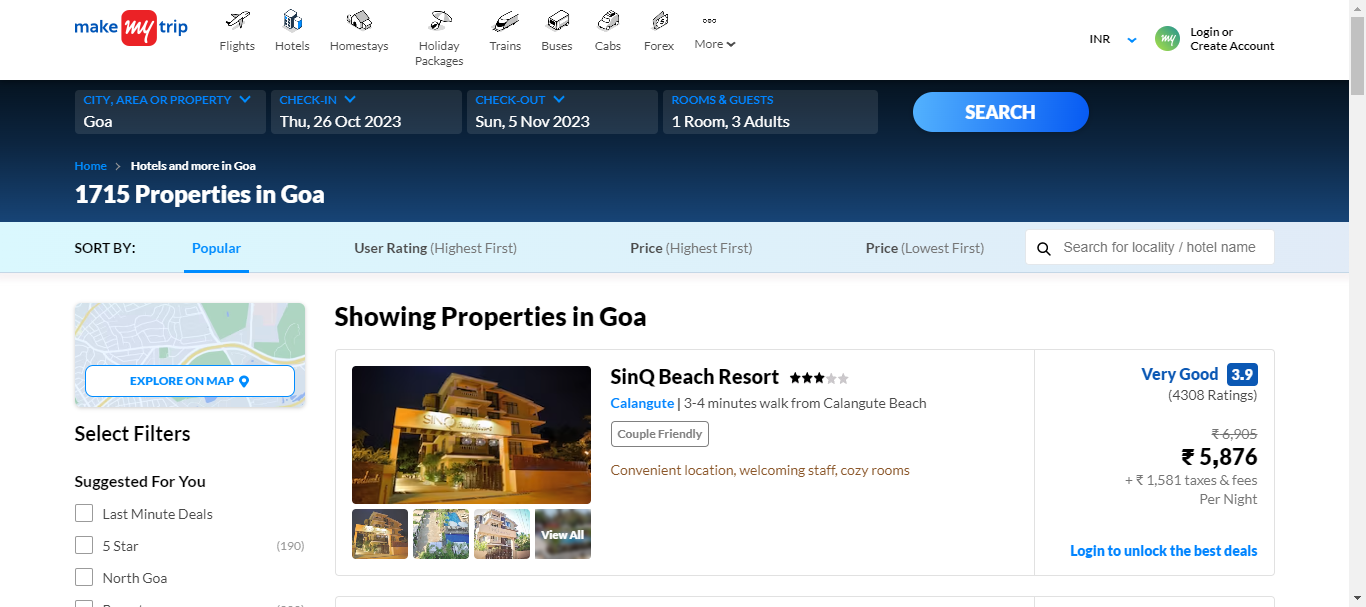 make my trip
Flights
Hotels
Homestays
Holiday
Packages
Trains
Buses
Cabs
Forex
More
INR
my
Login or
Create Account
CITY, AREA OR PROPERTY
Goa
CHECK-IN
Thu, 26 Oct 2023
CHECK-OUT
Sun, 5 Nov 2023
ROOMS & GUESTS
1 Room, 3 Adults
SEARCH
Home > Hotels and more in Goa
1715 Properties in Goa
SORT BY:
Popular
User Rating (Highest First)
Price (Highest First)
Price (Lowest First)
Search for locality / hotel name
EXPLORE ON MAP
Select Filters
Suggested For You
Last Minute Deals
5 Star (190)
North Goa
Showing Properties in Goa
SINQ
View All
SinQ Beach Resort
Calangute | 3-4 minutes walk from Calangute Beach
Couple Friendly
Convenient location, welcoming staff, cozy rooms
Very Good 3.9
(4308 Ratings)
₹ 6,905
₹ 5,876
+ ₹ 1,581 taxes & fees
Per Night
Login to unlock the best deals